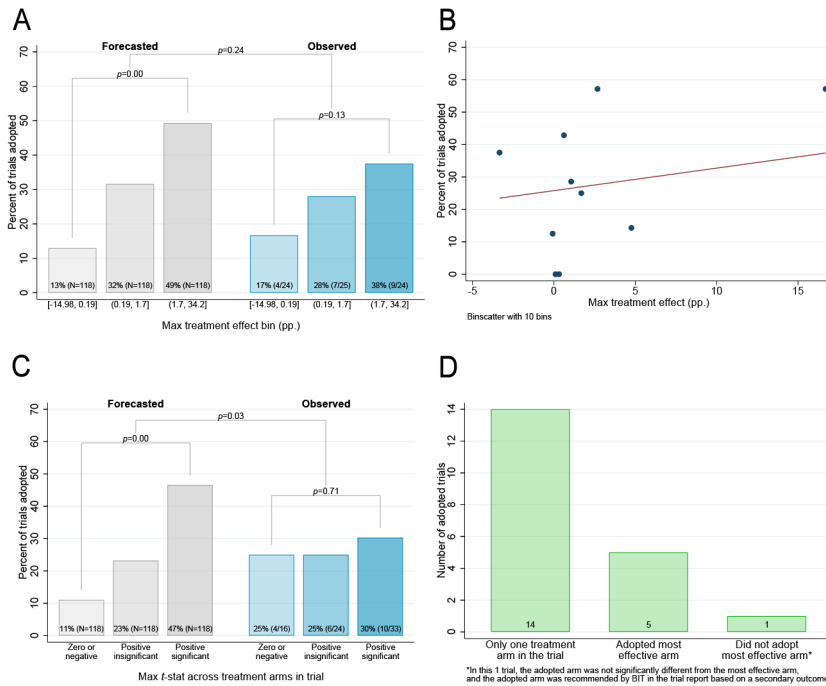 A
Forecasted
Observed
p=0.24
p=0.00
p=0.13
Percent of trials adopted
70
60
50
40
30
20
10
0
13% (N=118)
32% (N=118)
49% (N=118)
17% (4/24)
28% (7/25)
38% (9/24)
[-14.98, 0.19]
(0.19, 1.7]
(1.7, 34.2]
[-14.98, 0.19]
(0.19, 1.7]
(1.7, 34.2]
Max treatment effect bin (pp.)
B
Percent of trials adopted
70
60
50
40
30
20
10
0
-5
0
5
10
15
Max treatment effect (pp.)
Binscatter with 10 bins
C
Forecasted
Observed
p=0.03
p=0.00
p=0.71
Percent of trials adopted
70
60
50
40
30
20
10
0
11% (N=118)
23% (N=118)
47% (N=118)
25% (4/16)
25% (6/24)
30% (10/33)
Zero or
negative
Positive
insignificant
Positive
significant
Zero or
negative
Positive
insignificant
Positive
significant
Max t-stat across treatment arms in trial
D
Number of adopted trials
14
12
10
8
6
4
2
0
14
5
1
Only one treatment
arm in the trial
Adopted most
effective arm
Did not adopt
most effective arm*
*In this 1 trial, the adopted arm was not significantly different from the most effective arm,
and the adopted arm was recommended by BIT in the trial report based on a secondary outcome